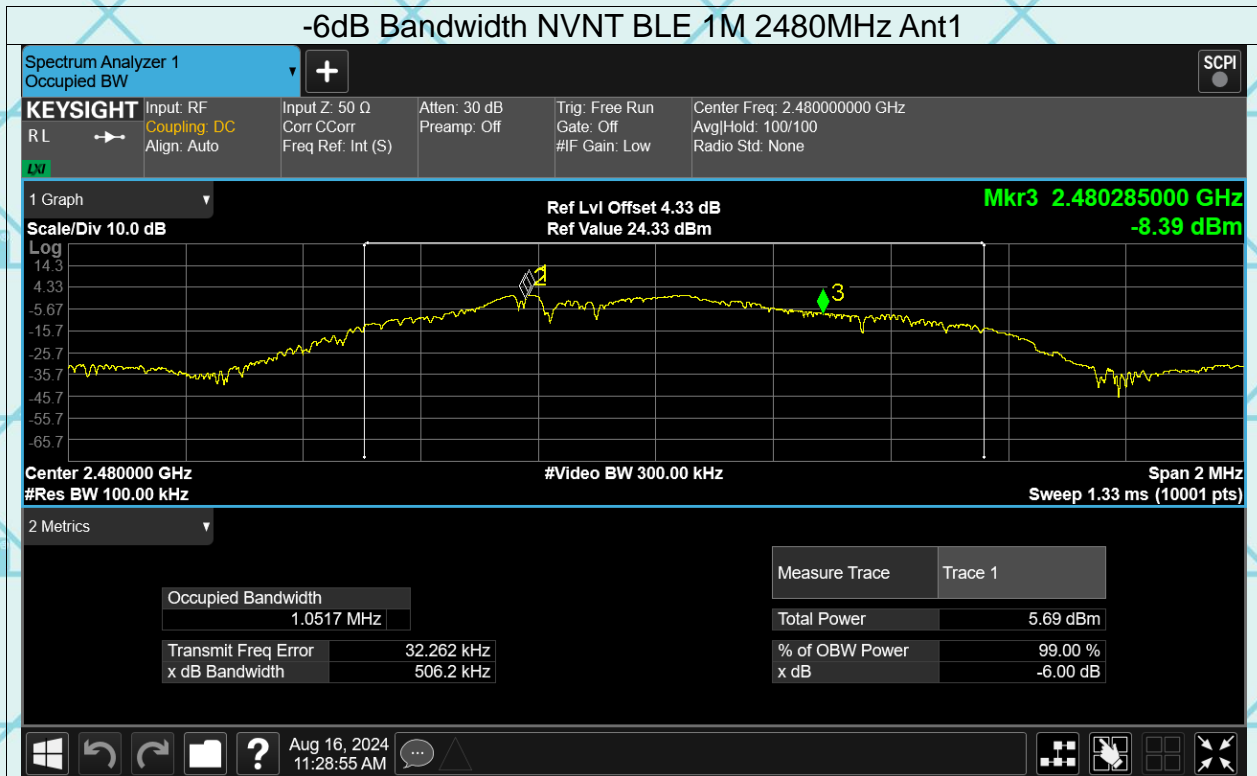 -6dB Bandwidth NVNT BLE 1M 2480MHz Ant1
Spectrum Analyzer 1
Occupied BW
+
SCPI
KEYSIGHT
RL
LXI
Input: RF
Coupling: DC
Align: Auto
Input Z: 50 Ω
Corr CCorr
Freq Ref: Int (S)
Atten: 30 dB
Preamp: Off
Trig: Free Run
Gate: Off
#IF Gain: Low
Center Freq: 2.480000000 GHz
Avg|Hold: 100/100
Radio Std: None
1 Graph
Scale/Div 10.0 dB
Ref Lvl Offset 4.33 dB
Ref Value 24.33 dBm
Mkr3 2.480285000 GHz
-8.39 dBm
Log
14.3
4.33
-5.67
-15.7
-25.7
-35.7
-45.7
-55.7
-65.7
2
3
Center 2.480000 GHz
#Video BW 300.00 kHz
Span 2 MHz
#Res BW 100.00 kHz
Sweep 1.33 ms (10001 pts)
2 Metrics
Occupied Bandwidth
1.0517 MHz
Transmit Freq Error 32.262 kHz
x dB Bandwidth 506.2 kHz
Measure Trace Trace 1
Total Power 5.69 dBm
% of OBW Power 99.00 %
x dB -6.00 dB
?
Aug 16, 2024
11:28:55 AM